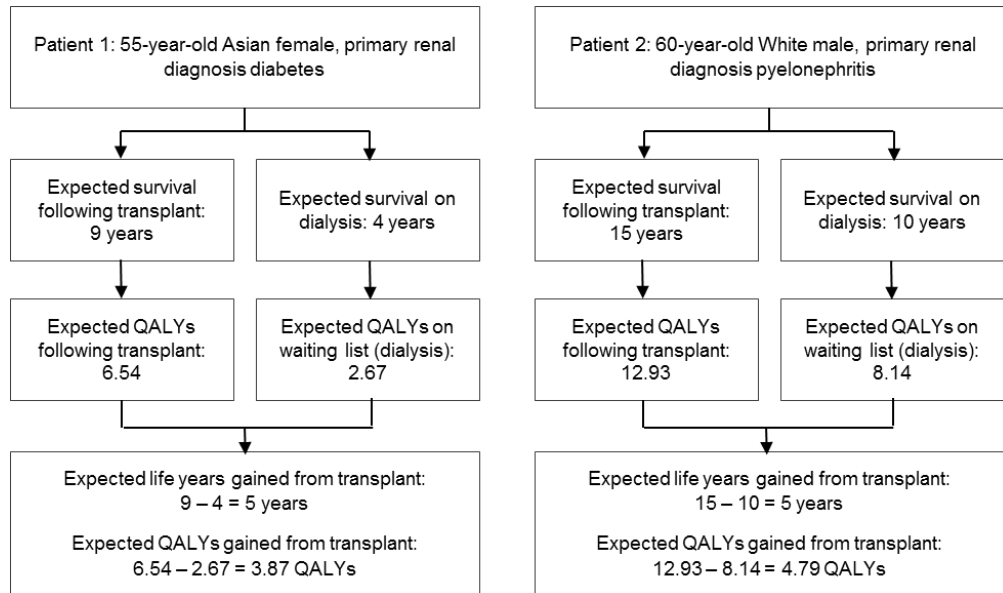 Patient 1: 55-year-old Asian female, primary renal
diagnosis diabetes
Expected survival
following transplant:
9 years
Expected survival on
dialysis: 4 years
Expected QALYs
following transplant:
6.54
Expected QALYs on
waiting list (dialysis):
2.67
Expected life years gained from transplant:
9 – 4 = 5 years
Expected QALYs gained from transplant:
6.54 – 2.67 = 3.87 QALYs
Patient 2: 60-year-old White male, primary renal
diagnosis pyelonephritis
Expected survival
following transplant:
15 years
Expected survival on
dialysis: 10 years
Expected QALYs
following transplant:
12.93
Expected QALYs on
waiting list (dialysis):
8.14
Expected life years gained from transplant:
15 – 10 = 5 years
Expected QALYs gained from transplant:
12.93 – 8.14 = 4.79 QALYs